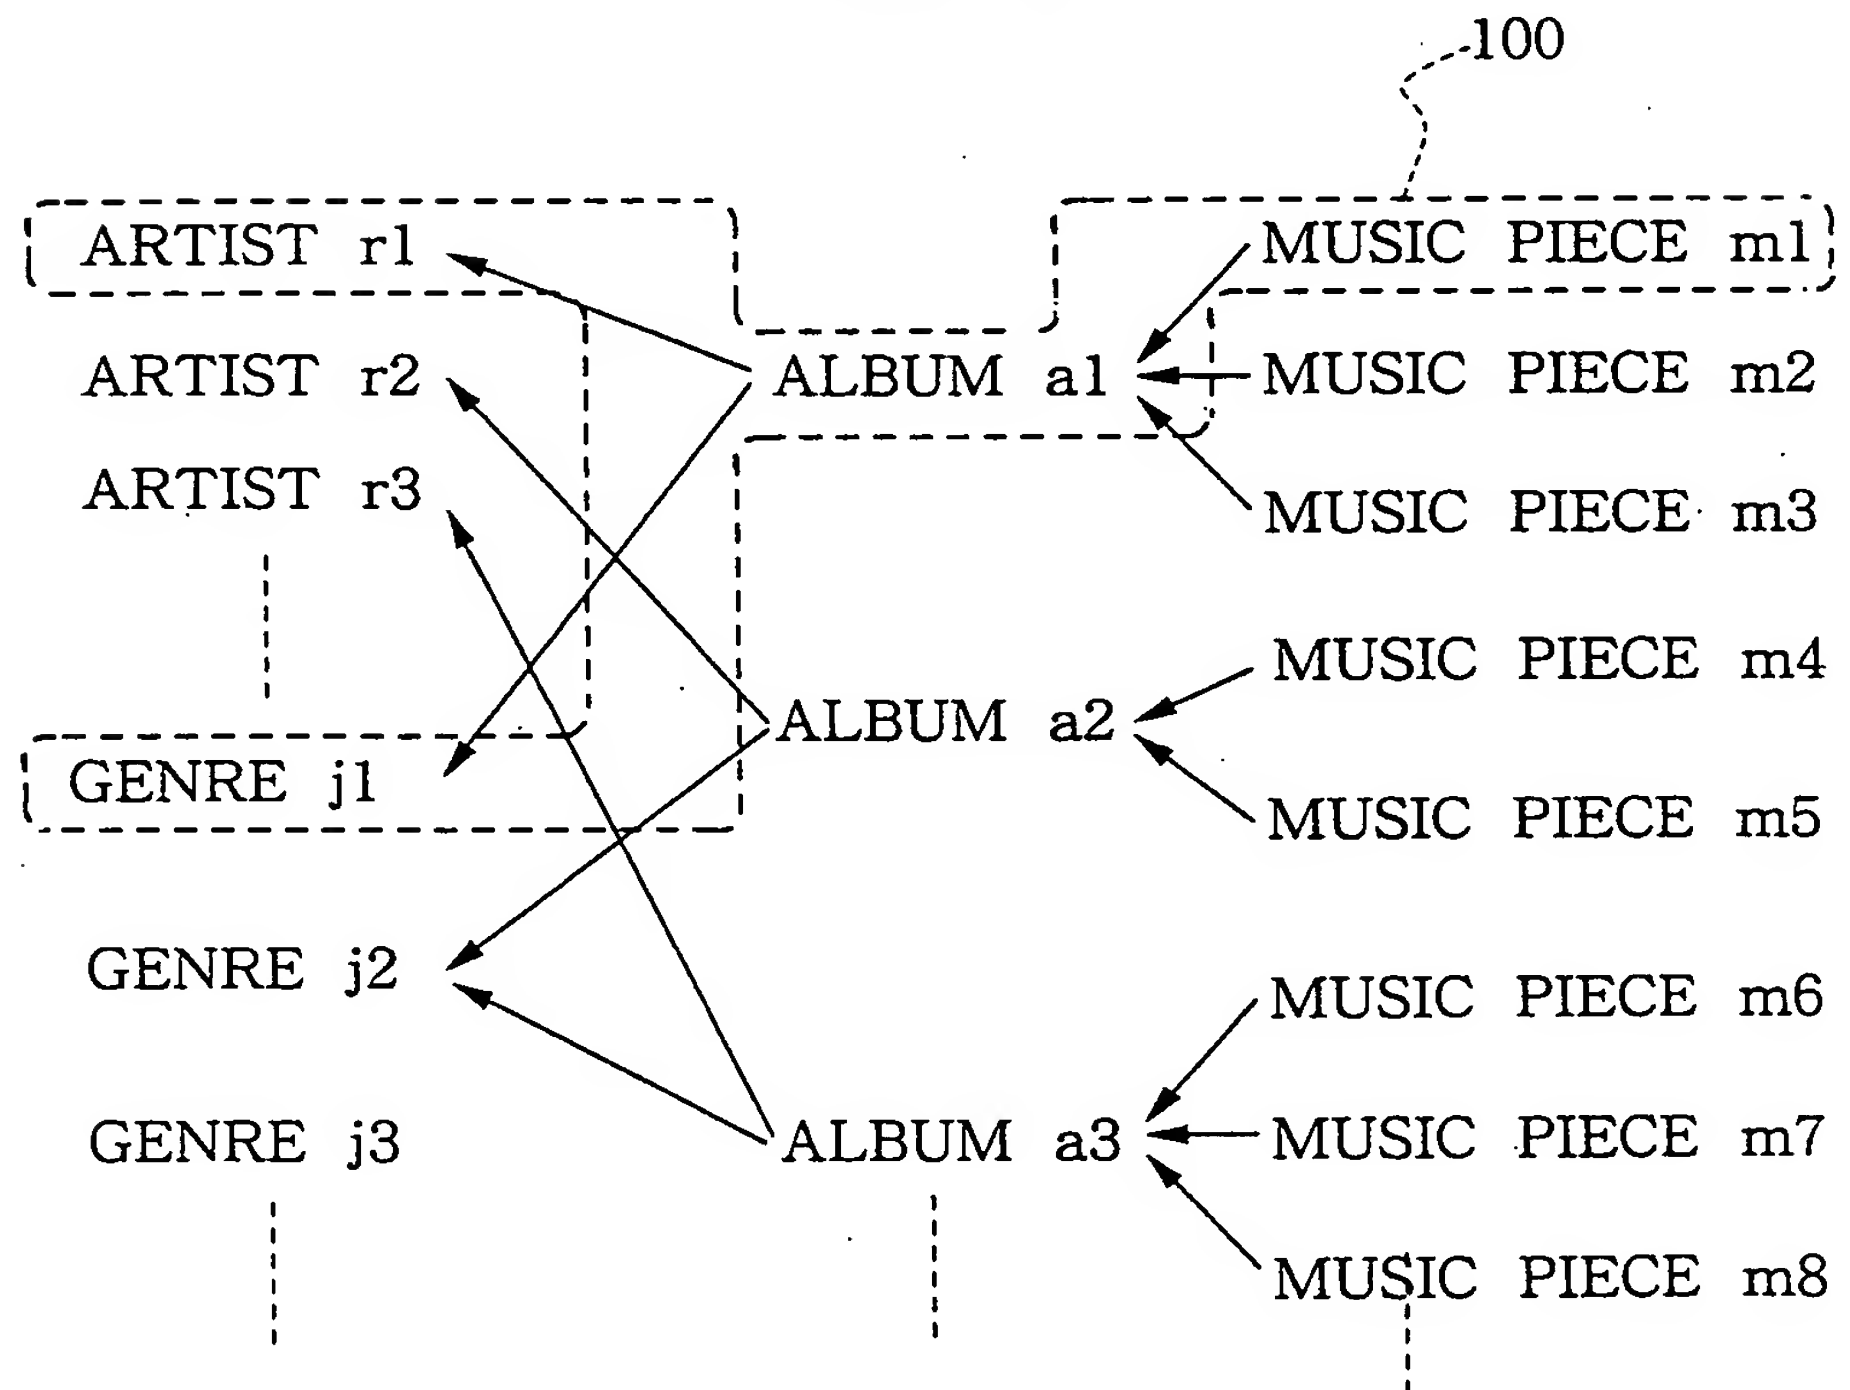 100
ARTIST r1
MUSIC PIECE m1
ARTIST r2
ALBUM a1
MUSIC PIECE m2
ARTIST r3
MUSIC PIECE m3
MUSIC PIECE m4
ALBUM a2
GENRE j1
MUSIC PIECE m5
GENRE j2
MUSIC PIECE m6
GENRE j3
ALBUM a3
MUSIC PIECE m7
MUSIC PIECE m8